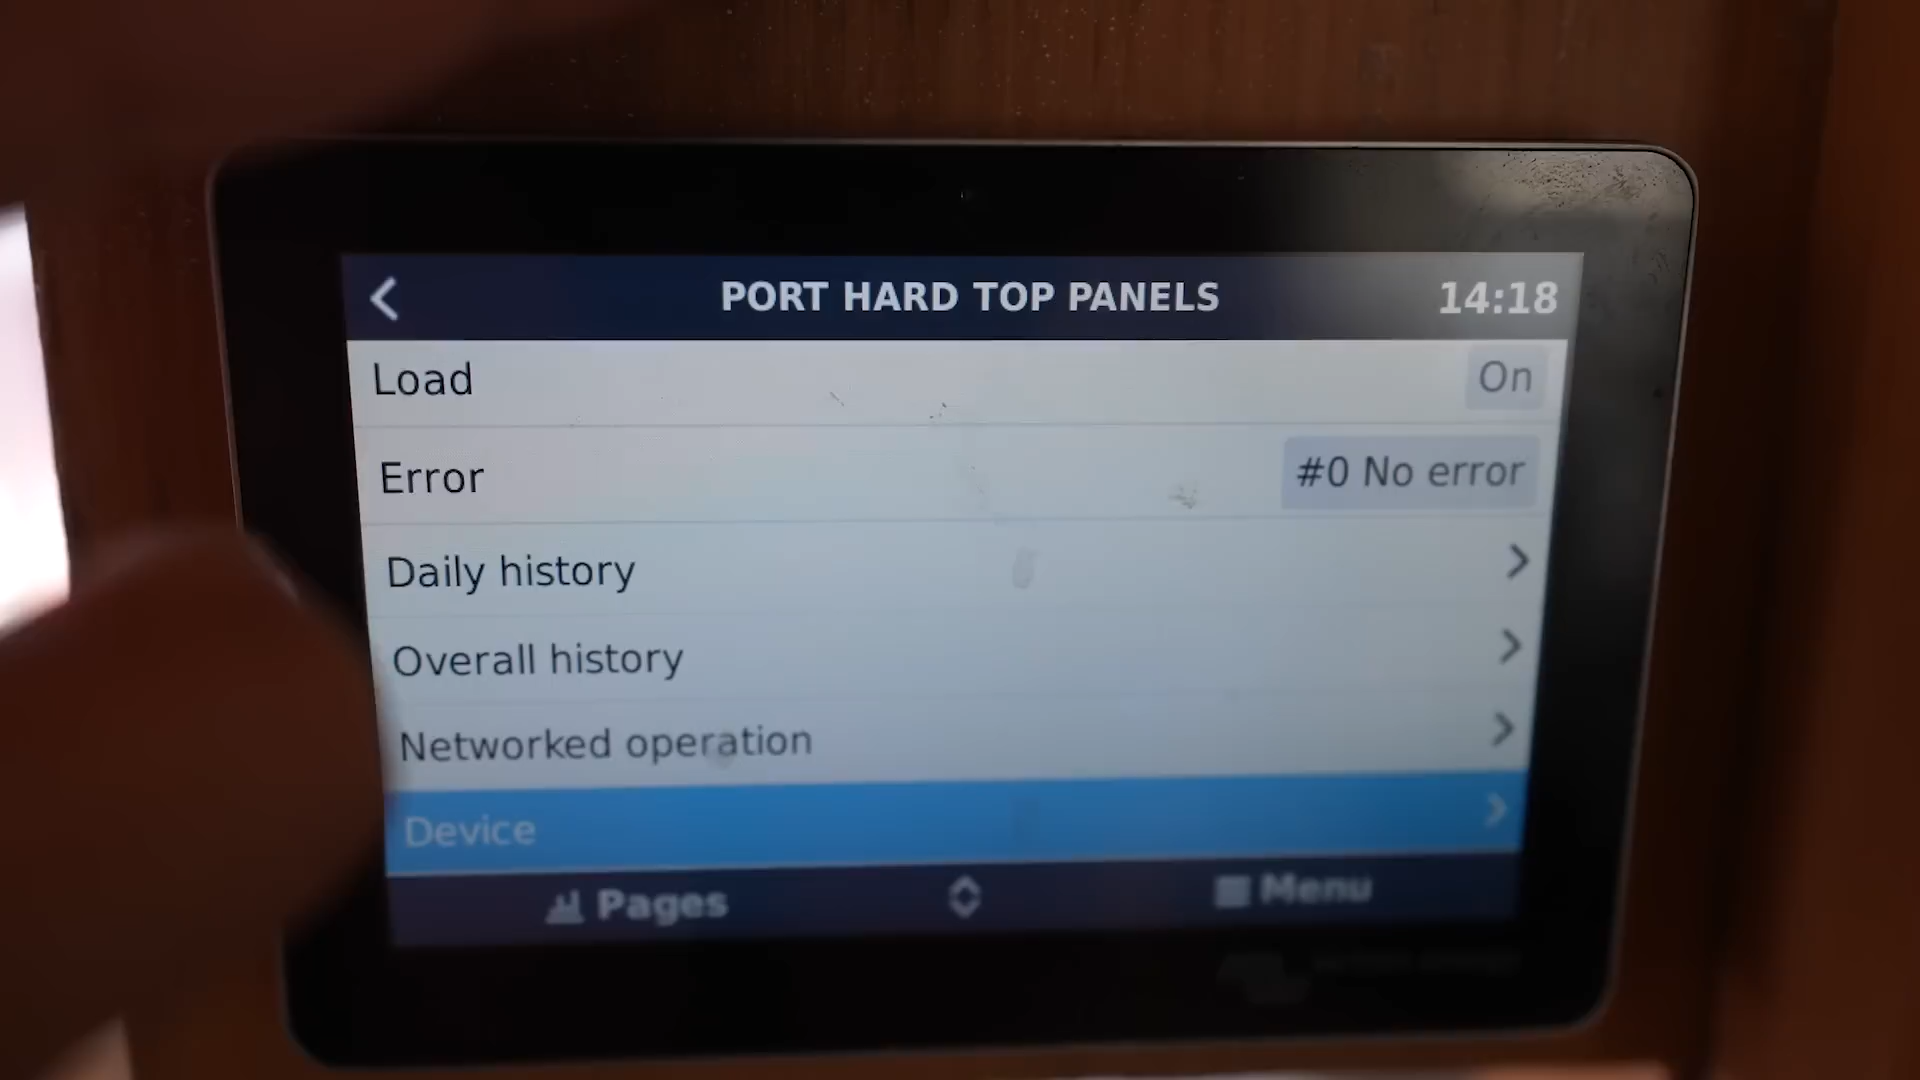 PORT HARD TOP PANELS 14:18
Load On
Error #0 No error
Daily history
Overall history
Networked operation
Device
Pages Menu